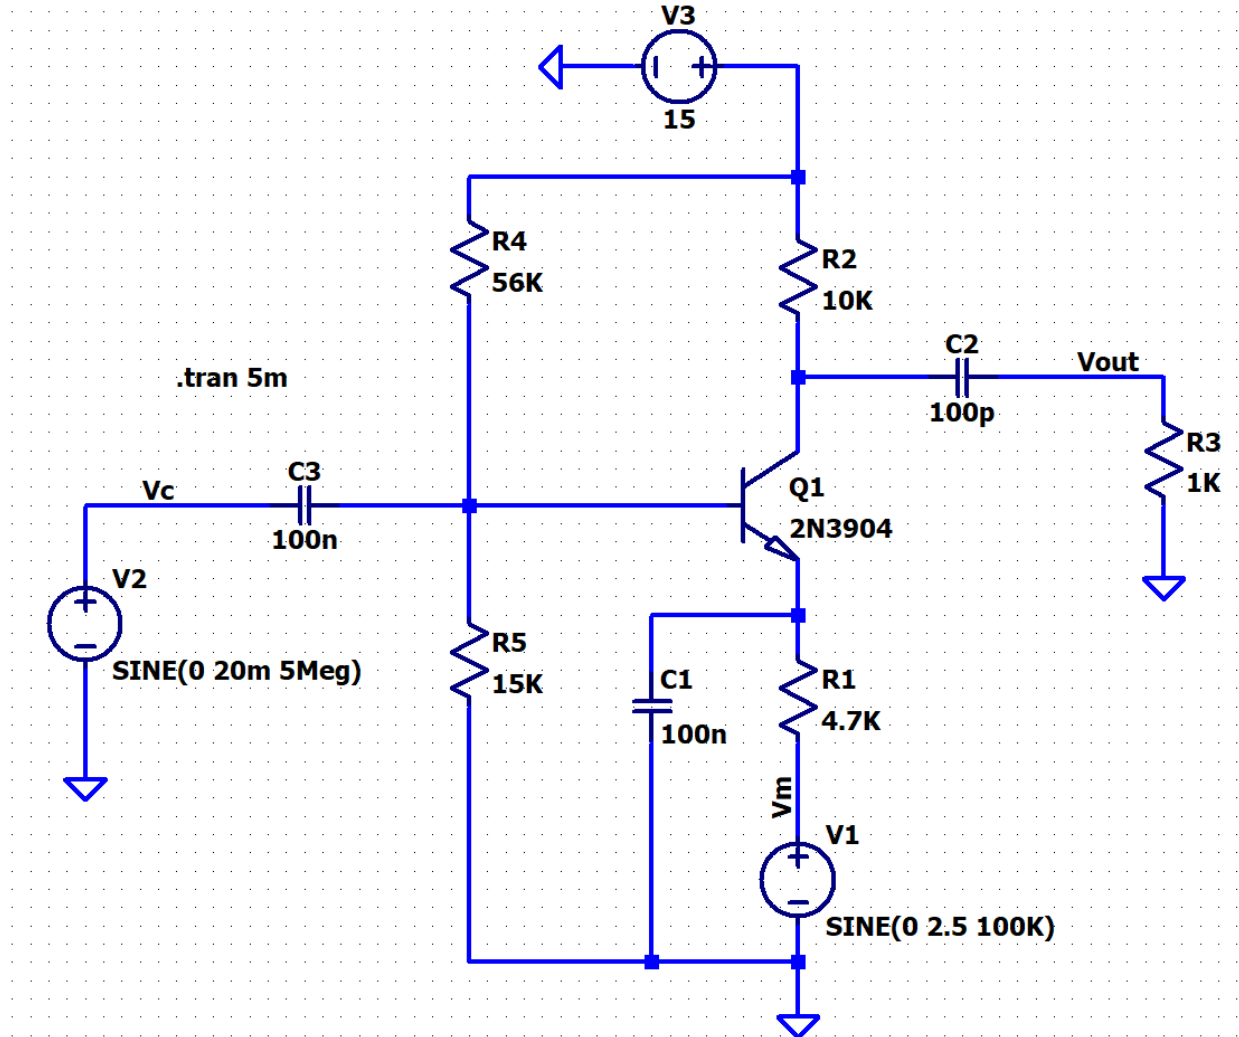 V3
15
R4
56K
R2
10K
.tran 5m
C2
100p
Vout
R3
1K
Vc
C3
100n
Q1
2N3904
V2
SINE(0 20m 5Meg)
R5
15K
C1
100n
R1
4.7K
Vm
V1
SINE(0 2.5 100K)